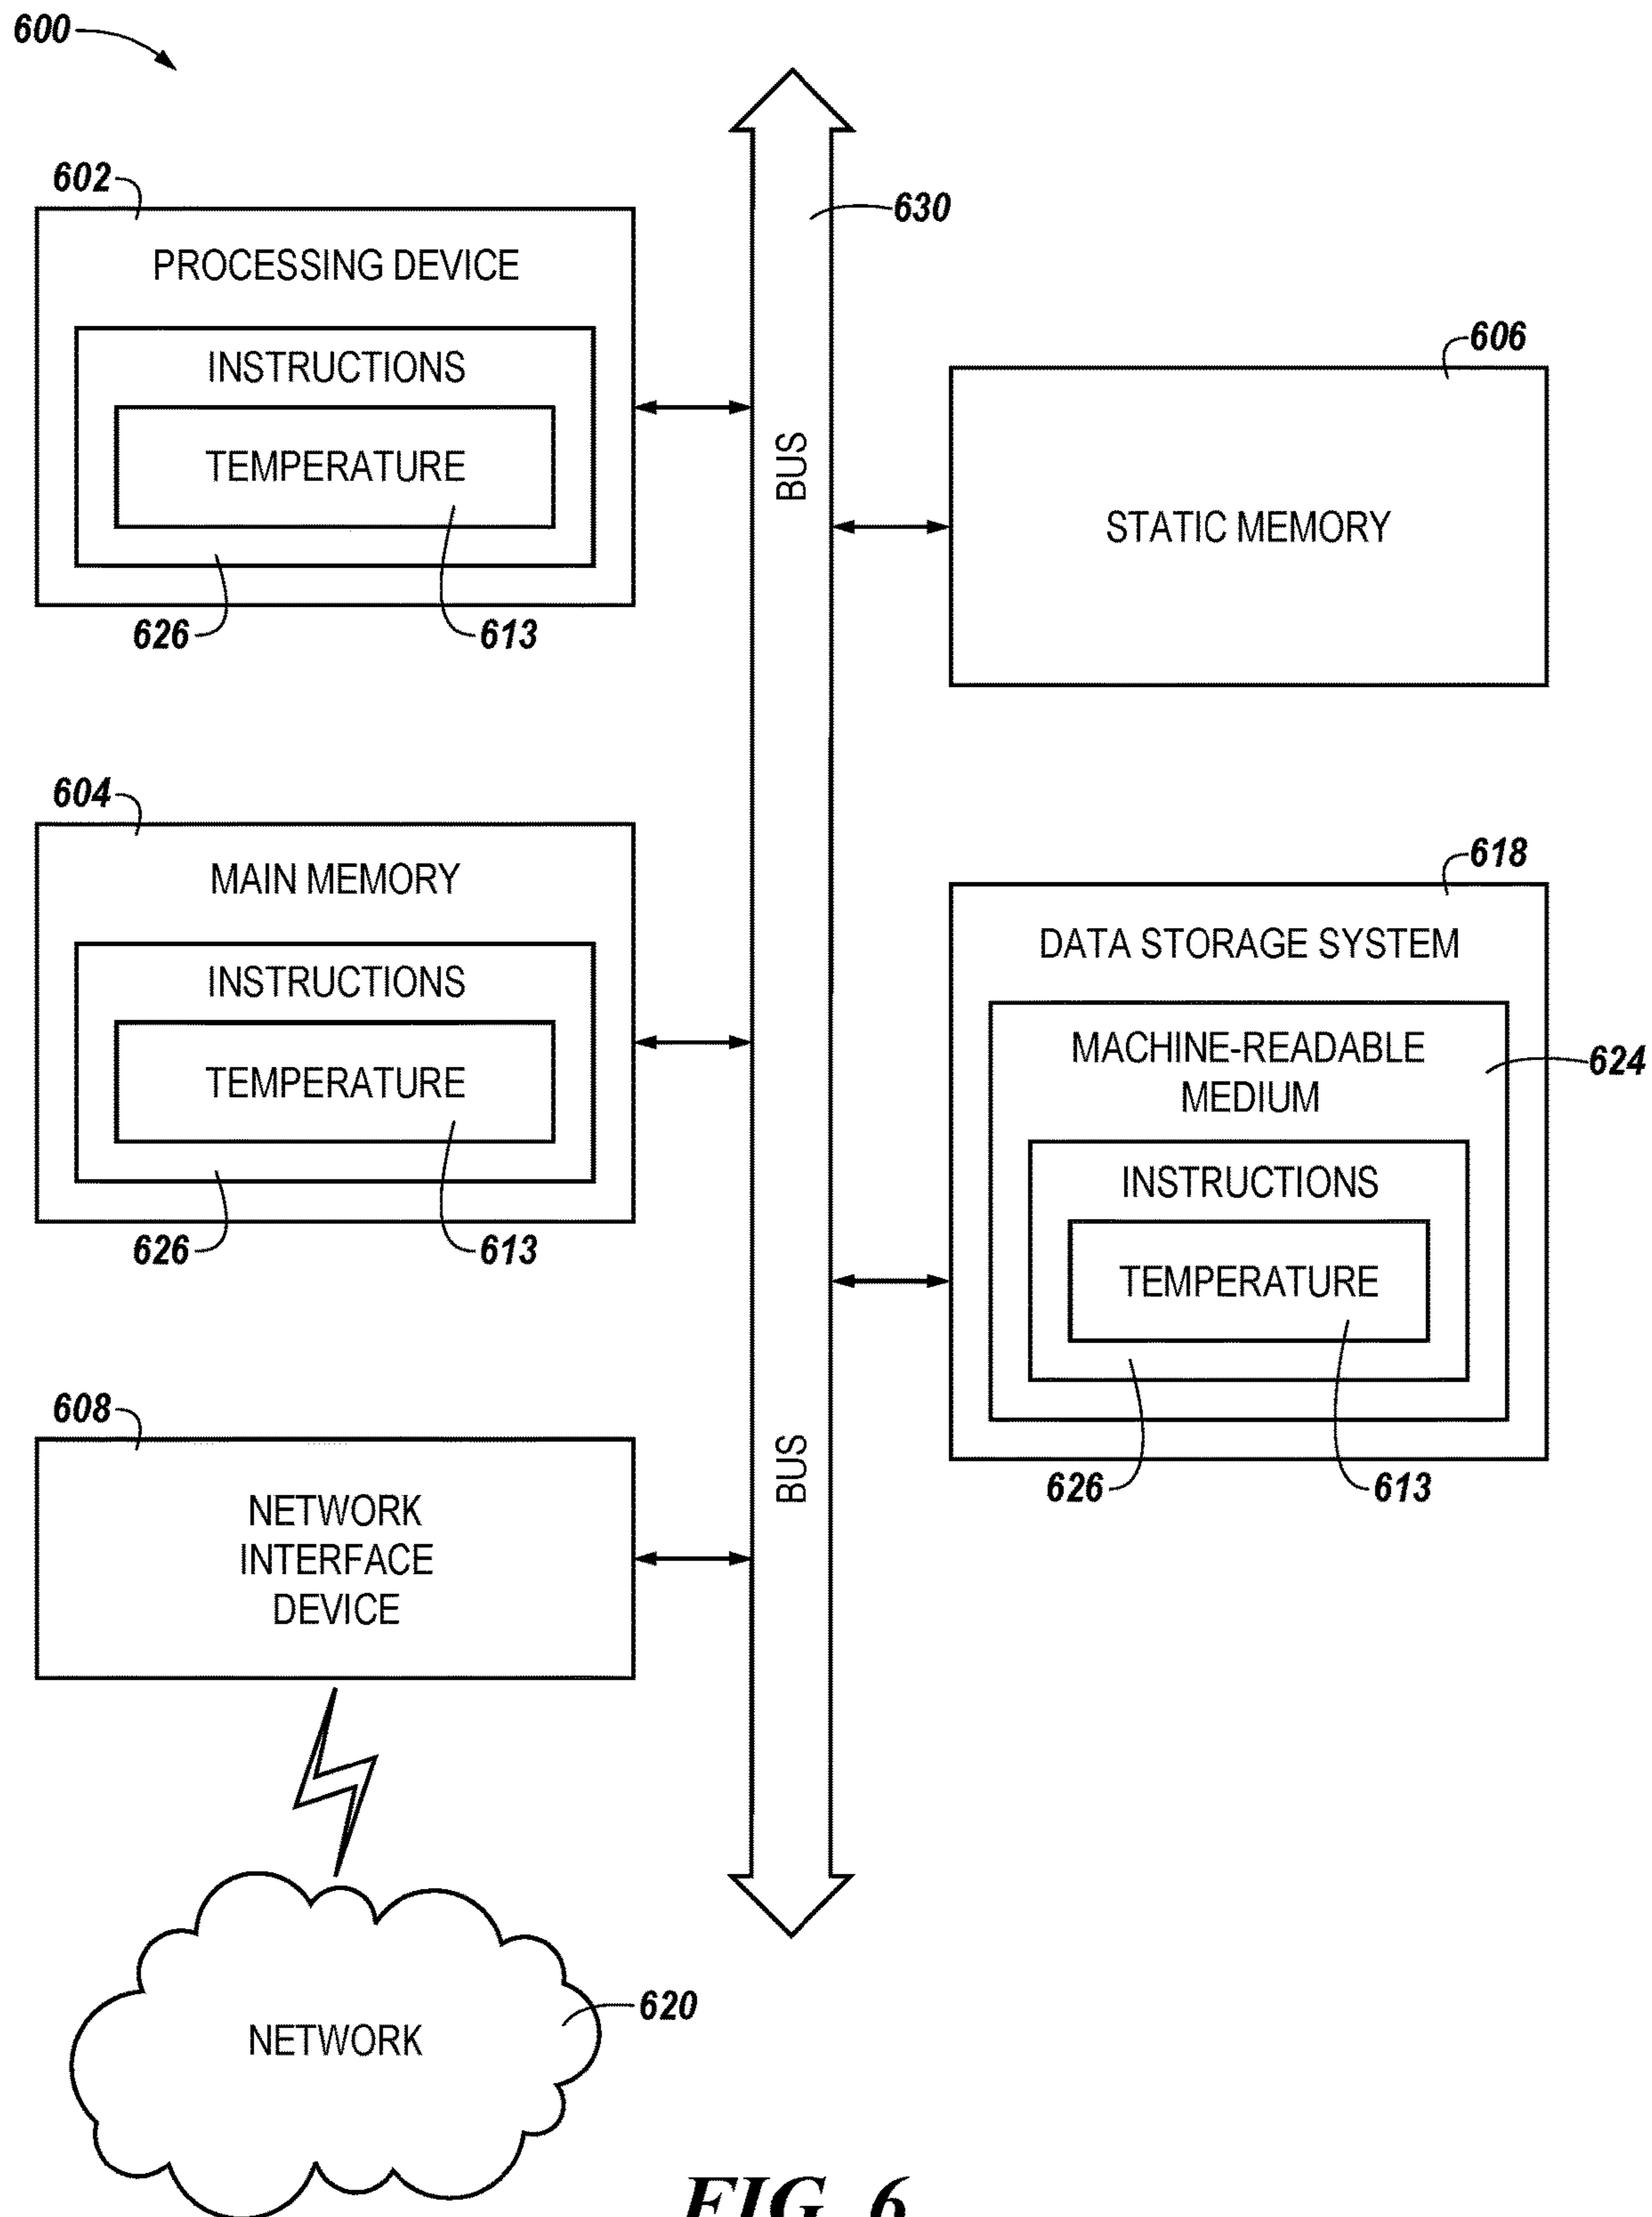 600
602
PROCESSING DEVICE
INSTRUCTIONS
TEMPERATURE
626
613
630
BUS
606
STATIC MEMORY
604
MAIN MEMORY
INSTRUCTIONS
TEMPERATURE
626
613
618
DATA STORAGE SYSTEM
MACHINE-READABLE
MEDIUM
624
INSTRUCTIONS
TEMPERATURE
626
613
608
NETWORK
INTERFACE
DEVICE
BUS
NETWORK
620
FIG. 6